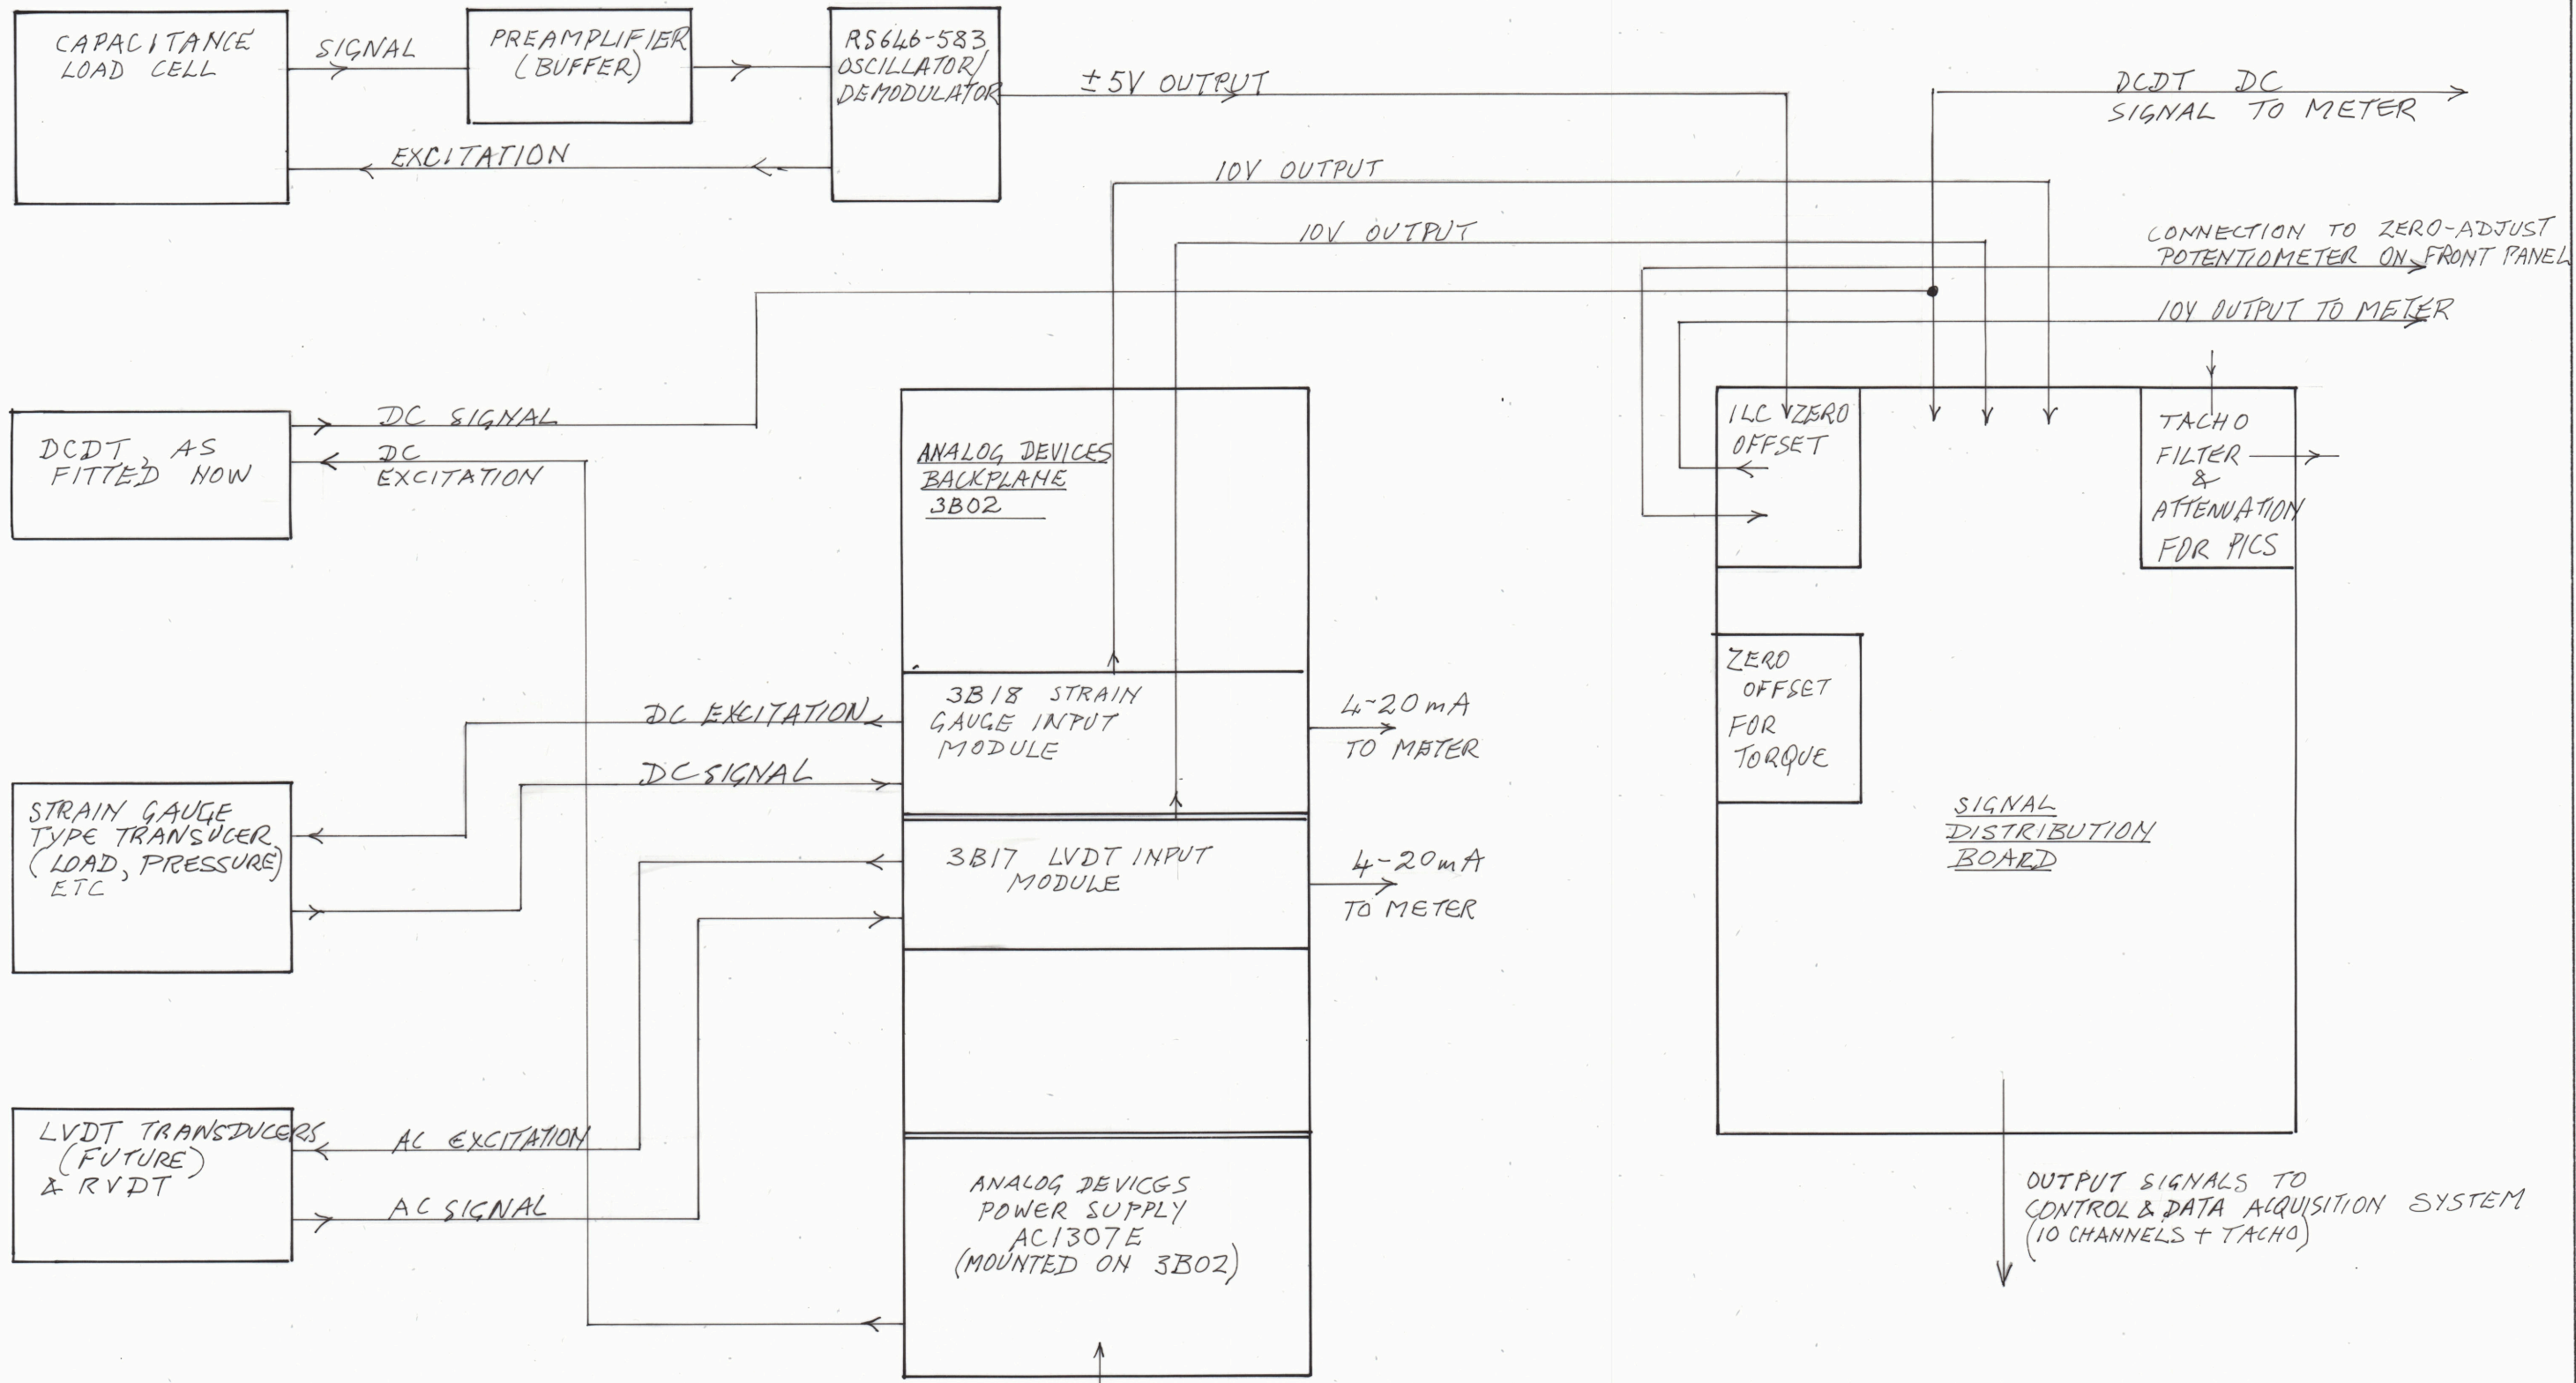 CAPACITANCE
LOAD CELL
SIGNAL
PREAMPLIFIER
(BUFFER)
RS646-583
OSCILLATOR/
DEMODULATOR
EXCITATION
±5V OUTPUT
10V OUTPUT
10V OUTPUT
DCDT DC
SIGNAL TO METER
CONNECTION TO ZERO-ADJUST
POTENTIOMETER ON FRONT PANEL
10V OUTPUT TO METER
DCDT, AS
FITTED NOW
DC SIGNAL
DC
EXCITATION
ANALOG DEVICES
BACKPLANE
3B02
ILC ZERO
OFFSET
TACHO
FILTER
&
ATTENUATION
FOR PICS
ZERO
OFFSET
FOR
TORQUE
SIGNAL
DISTRIBUTION
BOARD
DC EXCITATION
DC SIGNAL
3B18 STRAIN
GAUGE INPUT
MODULE
4-20mA
TO METER
STRAIN GAUGE
TYPE TRANSUCER
(LOAD, PRESSURE)
ETC
3B17 LVDT INPUT
MODULE
4-20mA
TO METER
LVDT TRANSDUCERS
(FUTURE)
& RVDT
AC EXCITATION
AC SIGNAL
ANALOG DEVICES
POWER SUPPLY
AC1307E
(MOUNTED ON 3B02)
OUTPUT SIGNALS TO
CONTROL & DATA ACQUISITION SYSTEM
(10 CHANNELS + TACHO)